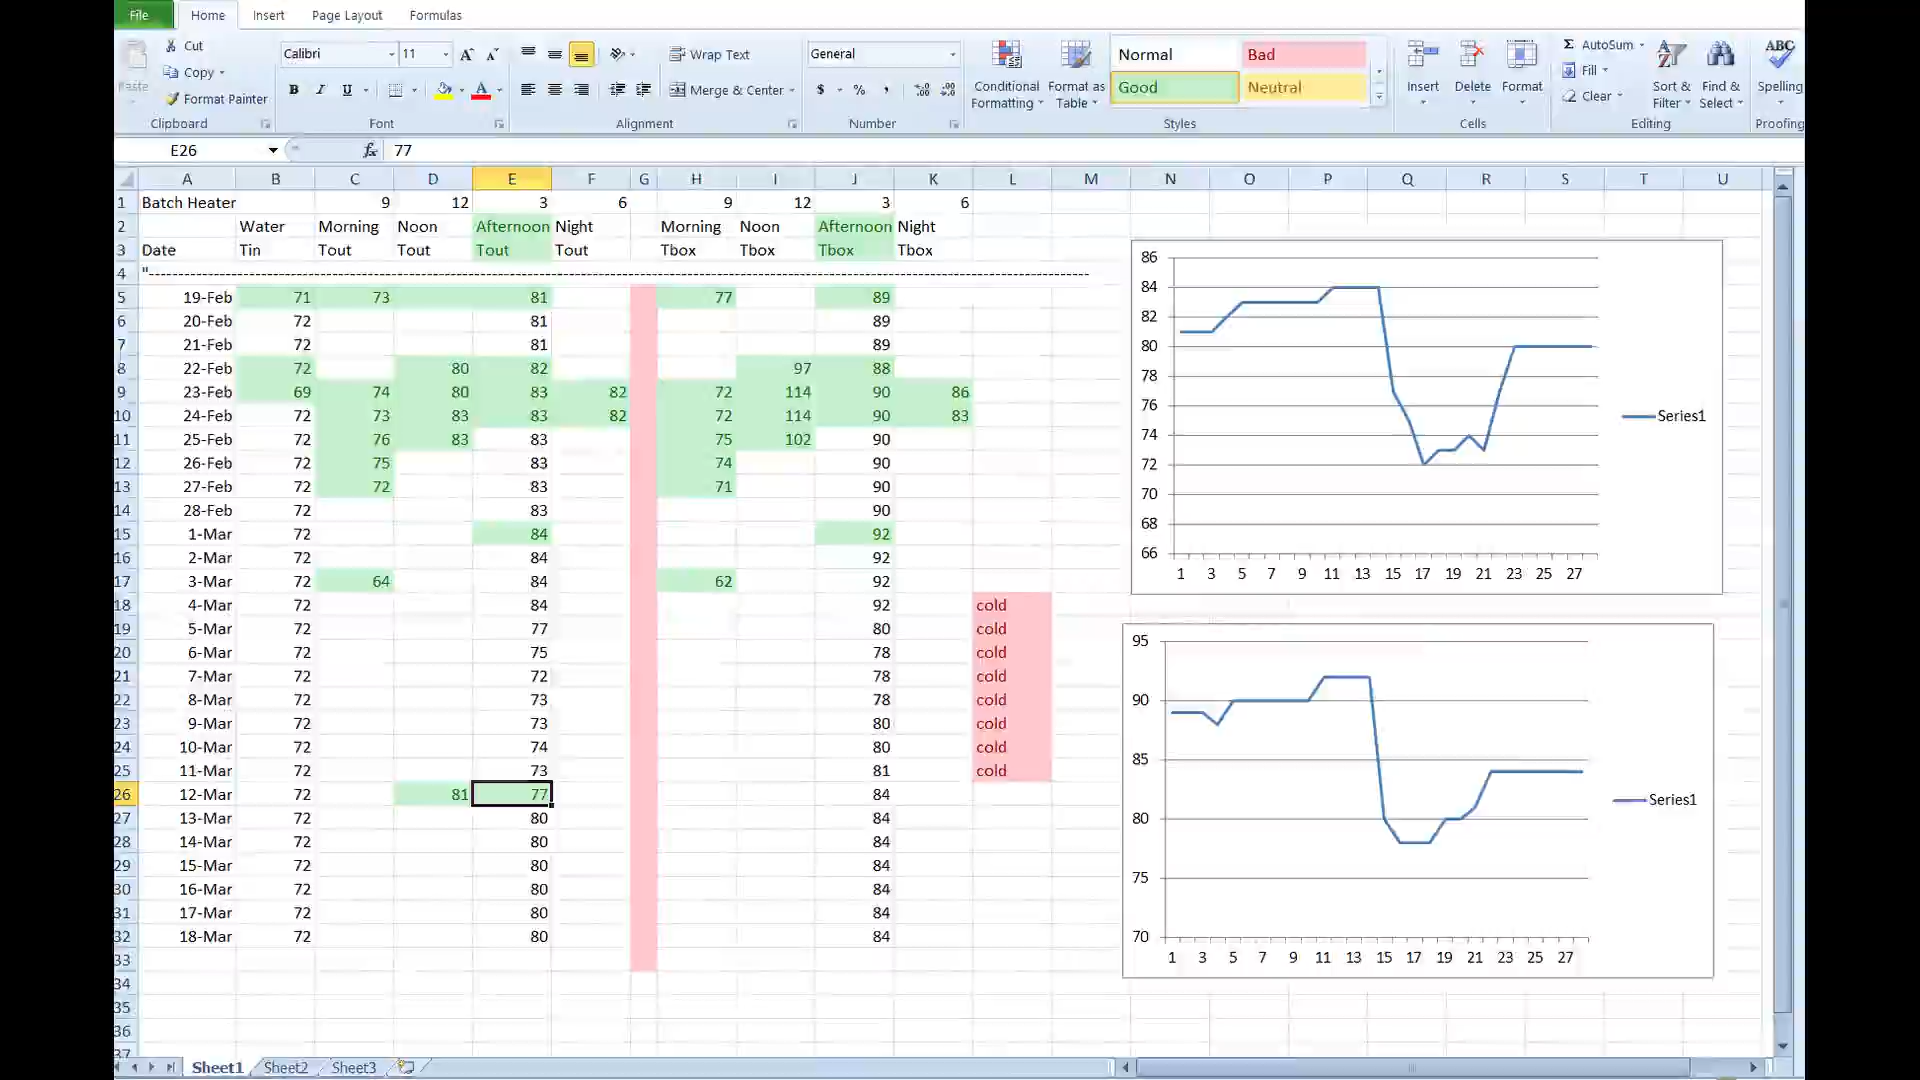 File Home Insert Page Layout Formulas
Cut
Copy
Paste
Format Painter
Calibri 11
B I U
Wrap Text
Merge & Center
General
$ % ,
Conditional Formatting
Format as Table
Normal Bad
Good Neutral
Insert Delete Format
Σ AutoSum
Fill
Clear
Sort & Filter
Find & Select
ABC
Spelling
Clipboard Font Alignment Number Styles Cells Editing Proofing
E26 fx 77
A B C D E F G H I J K L M N O P Q R S T U
1 Batch Heater 9 12 3 6 9 12 3 6
2 Water Morning Noon Afternoon Night Morning Noon Afternoon Night
3 Date Tin Tout Tout Tout Tout Tbox Tbox Tbox Tbox
4 "---------------------------------------------------------------
5 19-Feb 71 73 81 77 89
6 20-Feb 72 81 89
7 21-Feb 72 81 89
8 22-Feb 72 80 82 97 88
9 23-Feb 69 74 80 83 82 72 114 90 86
10 24-Feb 72 73 83 83 82 72 114 90 83
11 25-Feb 72 76 83 83 75 102 90
12 26-Feb 72 75 83 74 90
13 27-Feb 72 72 83 71 90
14 28-Feb 72 83 90
15 1-Mar 72 84 92
16 2-Mar 72 84 92
17 3-Mar 72 64 84 62 92
18 4-Mar 72 84 92 cold
19 5-Mar 72 77 80 cold
20 6-Mar 72 75 78 cold
21 7-Mar 72 72 78 cold
22 8-Mar 72 73 78 cold
23 9-Mar 72 73 80 cold
24 10-Mar 72 74 80 cold
25 11-Mar 72 73 81 cold
26 12-Mar 72 81 77 84
27 13-Mar 72 80 84
28 14-Mar 72 80 84
29 15-Mar 72 80 84
30 16-Mar 72 80 84
31 17-Mar 72 80 84
32 18-Mar 72 80 84
33
34
35
36
37
86
84
82
80
78
76
74
72
70
68
66
1 3 5 7 9 11 13 15 17 19 21 23 25 27
Series1
95
90
85
80
75
70
1 3 5 7 9 11 13 15 17 19 21 23 25 27
Series1
Sheet1 Sheet2 Sheet3